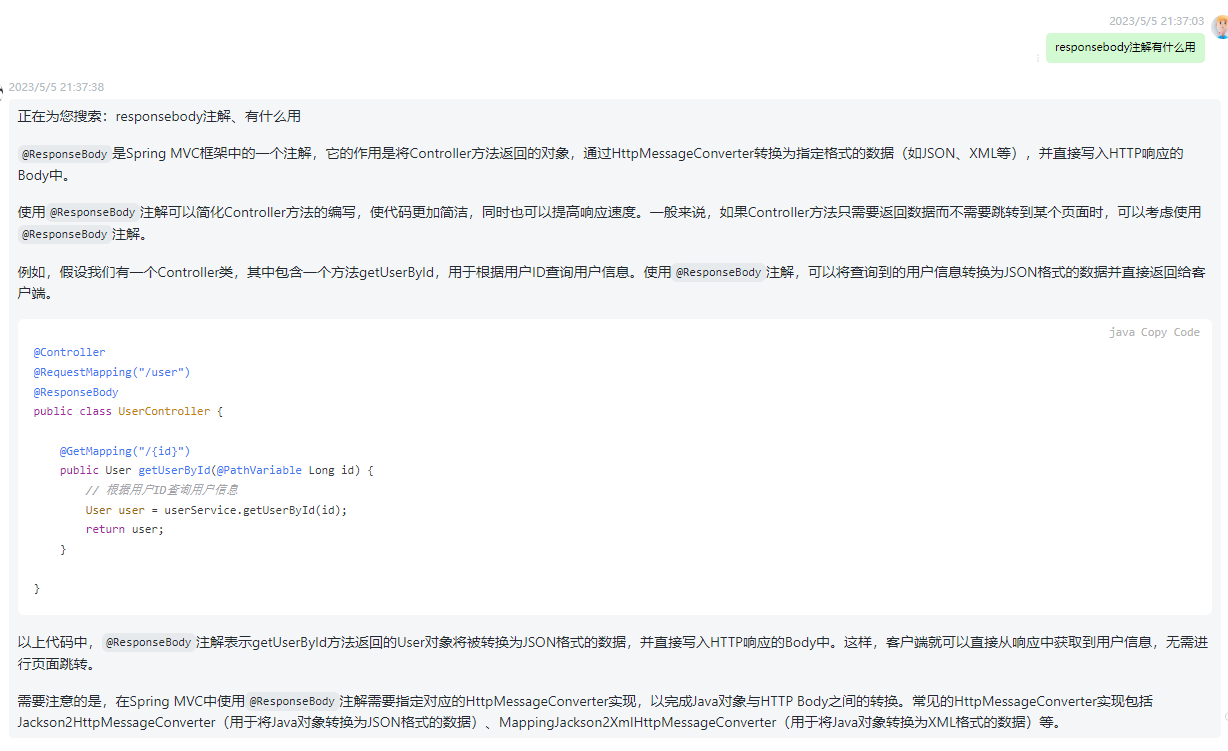 2023/5/5 21:37:03
responsebody注解有什么用
2023/5/5 21:37:38
正在为您搜索：responsebody注解、有什么用
@ResponseBody 是Spring MVC框架中的一个注解，它的作用是将Controller方法返回的对象，通过HttpMessageConverter转换为指定格式的数据（如JSON、XML等），并直接写入HTTP响应的
Body中。
使用 @ResponseBody 注解可以简化Controller方法的编写，使代码更加简洁，同时也可以提高响应速度。一般来说，如果Controller方法只需要返回数据而不需要跳转到某个页面时，可以考虑使用
@ResponseBody 注解。
例如，假设我们有一个Controller类，其中包含一个方法getUserById，用于根据用户ID查询用户信息。使用 @ResponseBody 注解，可以将查询到的用户信息转换为JSON格式的数据并直接返回给客
户端。
java Copy Code
@Controller
@RequestMapping("/user")
@ResponseBody
public class UserController {
@GetMapping("/{id}")
public User getUserById(@PathVariable Long id) {
// 根据用户ID查询用户信息
User user = userService.getUserById(id);
return user;
}
}
以上代码中， @ResponseBody 注解表示getUserById方法返回的User对象将被转换为JSON格式的数据，并直接写入HTTP响应的Body中。这样，客户端就可以直接从响应中获取到用户信息，无需进
行页面跳转。
需要注意的是，在Spring MVC中使用 @ResponseBody 注解需要指定对应的HttpMessageConverter实现，以完成Java对象与HTTP Body之间的转换。常见的HttpMessageConverter实现包括
Jackson2HttpMessageConverter（用于将Java对象转换为JSON格式的数据）、MappingJackson2XmlHttpMessageConverter（用于将Java对象转换为XML格式的数据）等。